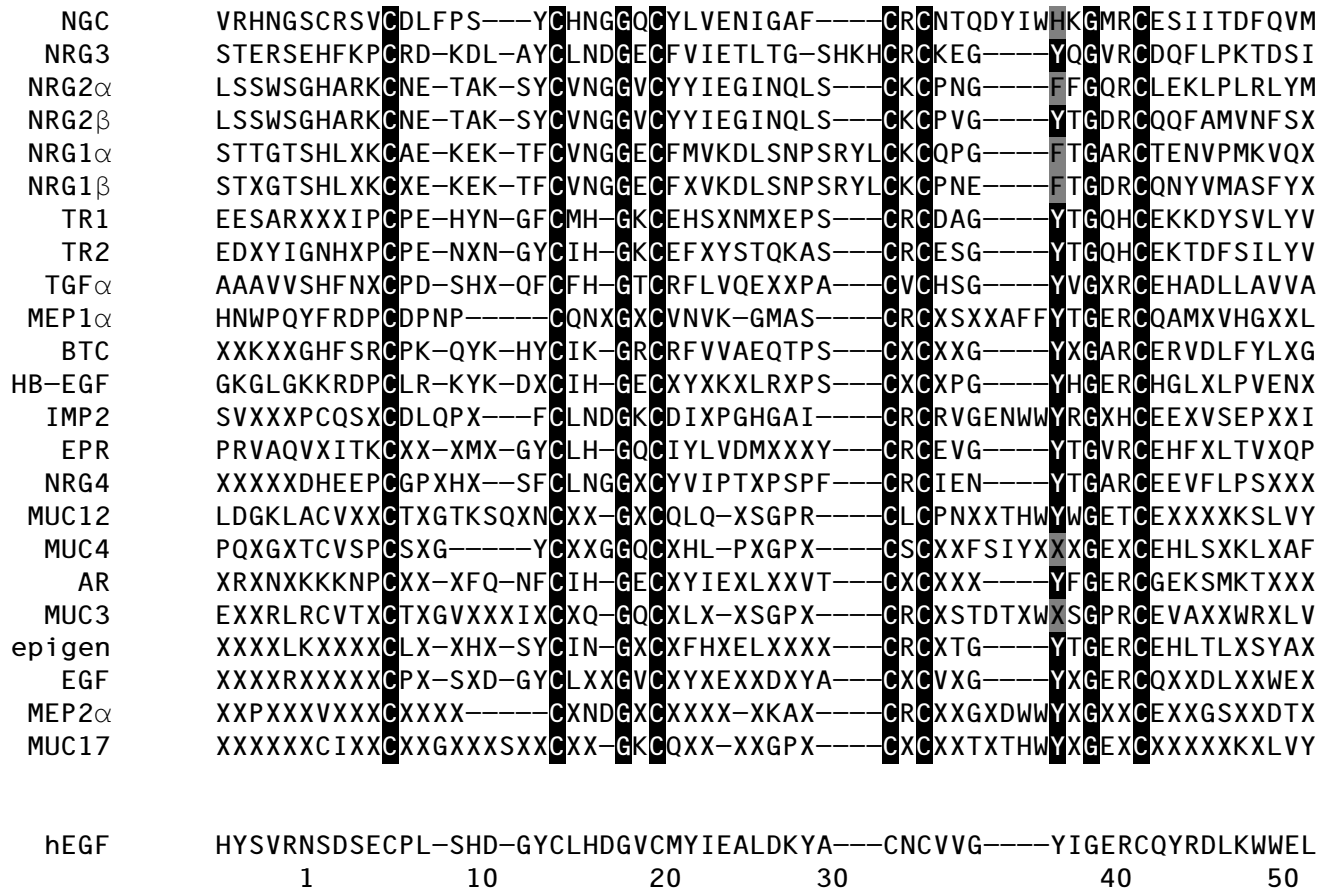 NGC VRHNGSCRSVCDLFPS---YCHNGGQCYLVENIGAF----CRCNTQDYIWHKGMRCESIITDFQVM
NRG3 STERSEHFKPCRD-KDL-AYCLNDGECFVIETLTG-SHKHCRCKEG----YQGVRCDQFLPKTDSI
NRG2α LSSWSGHARKCNE-TAK-SYCVNGGVCYYIEGINQLS---CKCPNG----FFGQRCLEKLPLRLYM
NRG2β LSSWSGHARKCNE-TAK-SYCVNGGVCYYIEGINQLS---CKCPVG----YTGDRCQQFAMVNFSX
NRG1α STTGTSHLXKCAE-KEK-TFCVNGGECFMVKDLSNPSRYLCKCQPG----FTGARCTENVPMKVQX
NRG1β STXGTSHLXKCXE-KEK-TFCVNGGECFXVKDLSNPSRYLCKCPNE----FTGDRCQNYVMASFYX
TR1 EESARXXXIPCPE-HYN-GFCMH-GKCEHSXNMXEPS---CRCDAG----YTGQHCEKKDYSVLYV
TR2 EDXYIGNHXPCPE-NXN-GYCIH-GKCEFXYSTQKAS---CRCESG----YTGQHCEKTDFSILYV
TGFα AAAVVSHFNXCPD-SHX-QFCFH-GTCRFLVQEXXPA---CVCHSG----YVGXRCEHADLLAVVA
MEP1α HNWPQYFRDPCDPNP-----CQNXGXCVNVK-GMAS----CRCXSXXAFFYTGERCQAMXVHGXXL
BTC XXKXXGHFSRCPK-QYK-HYCIK-GRCRFVVAEQTPS---CXCXXG----YXGARCERVDLFYLXG
HB-EGF GKGLGKKRDPCLR-KYK-DXCIH-GECXYXKXLRXPS---CXCXPG----YHGERCHGLXLPVENX
IMP2 SVXXXPCQSXCDLQPX---FCLNDGKCDIXPGHGAI----CRCRVGENWWYRGXHCEEXVSEPXXI
EPR PRVAQVXITKCXX-XMX-GYCLH-GQCIYLVDMXXXY---CRCEVG----YTGVRCEHFXLTVXQP
NRG4 XXXXXDHEEPCGPXHX--SFCLNGGXCYVIPTXPSPF---CRCIEN----YTGARCEEVFLPSXXX
MUC12 LDGKLACVXXCTXGTKSQXNCXX-GXCQLQ-XSGPR----CLCPNXXTHWYWGETCEXXXXKSLVY
MUC4 PQXGXTCVSPCSXG-----YCXXGGQCXHL-PXGPX----CSCXXFSIYXXXGEXCEHLSXKLXAF
AR XRXNXKKKNPCXX-XFQ-NFCIH-GECXYIEXLXXVT---CXCXXX----YFGERCGEKSMKTXXX
MUC3 EXXRLRCVTXCTXGVXXXIXCXQ-GQCXLX-XSGPX----CRCXSTDTXWXSGPRCEVAXXWRXLV
epigen XXXXLKXXXXCLX-XHX-SYCIN-GXCXFHXELXXXX---CRCXTG----YTGERCEHLTLXSYAX
EGF XXXXRXXXXXCPX-SXD-GYCLXXGVCXYXEXXDXYA---CXCVXG----YXGERCQXXDLXXWEX
MEP2α XXPXXXVXXXCXXXX-----CXNDGXCXXXX-XKAX----CRCXXGXDWWYXGXXCEXXGSXXDTX
MUC17 XXXXXXCIXXCXXGXXXSXXCXX-GKCQXX-XXGPX----CXCXXTXTHWYXGEXCXXXXXKXLVY
hEGF HYSVRNSDSECPL-SHD-GYCLHDGVCMYIEALDKYA---CNCVVG----YIGERCQYRDLKWWEL
1 10 20 30 40 50